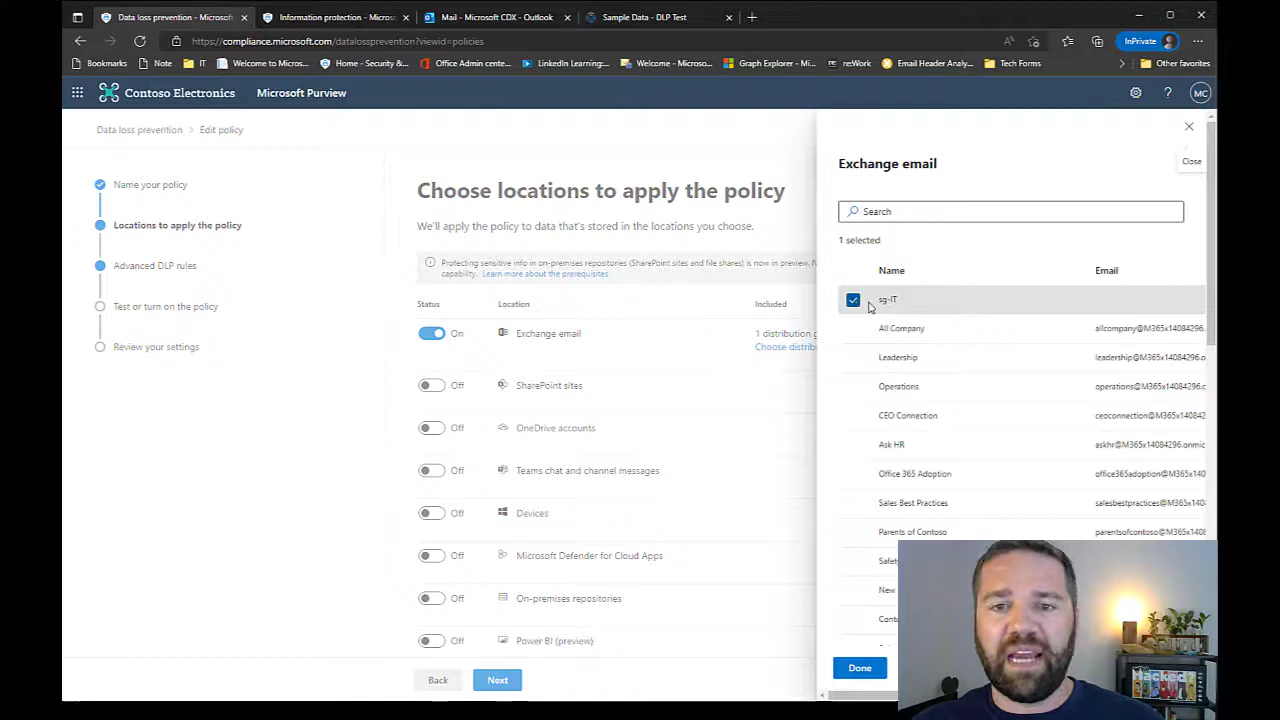 Data loss prevention - Microsoft
Information protection - Microso
Mail - Microsoft CDX - Outlook
Sample Data - DLP Test
https://compliance.microsoft.com/datalossprevention?viewid=policies
InPrivate
Bookmarks
Note
IT
Welcome to Micros...
Home - Security &...
Office Admin cente...
LinkedIn Learning:...
Welcome - Microso...
Graph Explorer - Mi...
reWork
Email Header Analy...
Tech Forms
Other favorites
Contoso Electronics
Microsoft Purview
?
MC
Data loss prevention > Edit policy
Name your policy
Locations to apply the policy
Advanced DLP rules
Test or turn on the policy
Review your settings
Choose locations to apply the policy
We'll apply the policy to data that's stored in the locations you choose.
Protecting sensitive info in on-premises repositories (SharePoint sites and file shares) is now in preview.
capability. Learn more about the prerequisites
Status Location Included
On Exchange email 1 distribution g
Choose distrib
Off SharePoint sites
Off OneDrive accounts
Off Teams chat and channel messages
Off Devices
Off Microsoft Defender for Cloud Apps
Off On-premises repositories
Off Power BI (preview)
Back
Next
Close
Exchange email
Search
1 selected
Name Email
sg-IT
All Company allcompany@M365x14084296.
Leadership leadership@M365x14084296.o
Operations operations@M365x14084296.c
CEO Connection ceoconnection@M365x14084296.
Ask HR askhr@M365x14084296.onmic
Office 365 Adoption office365adoption@M365x14084296.
Sales Best Practices salesbestpractices@M365x140
Parents of Contoso parentsofcontoso@M365x140
Safety
New
Conto
Done
Hacked